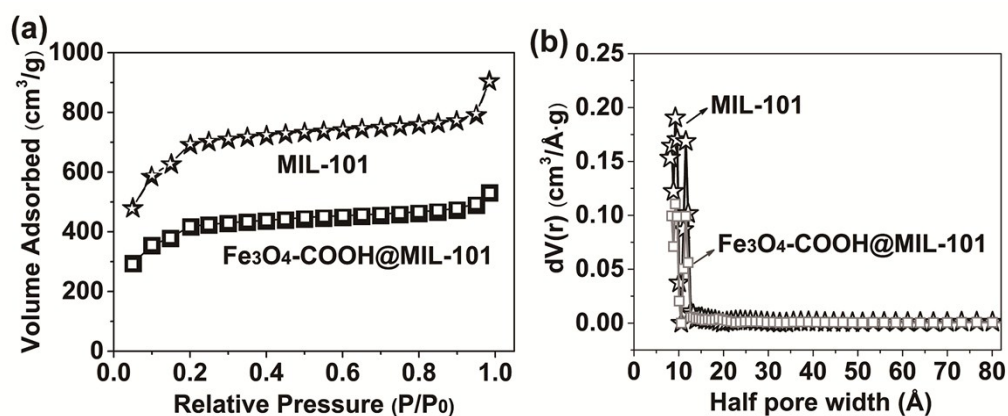 (a)
1000
800
600
400
200
0
Volume Adsorbed (cm³/g)
MIL-101
Fe₃O₄-COOH@MIL-101
0.0 0.2 0.4 0.6 0.8 1.0
Relative Pressure (P/P₀)
(b)
0.25
0.20
0.15
0.10
0.05
0.00
dV(r) (cm³/Å·g)
MIL-101
Fe₃O₄-COOH@MIL-101
0 10 20 30 40 50 60 70 80
Half pore width (Å)